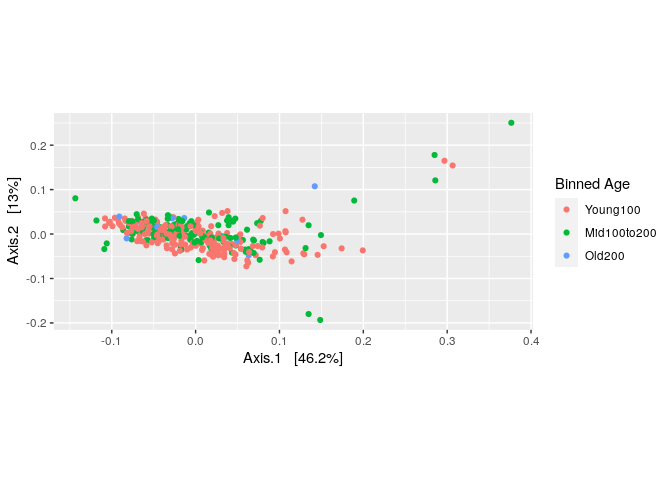 0.2
0.1
0.0
-0.1
-0.2
Axis.2 [13%]
-0.1 0.0 0.1 0.2 0.3 0.4
Axis.1 [46.2%]
Binned Age
Young100
Mid100to200
Old200